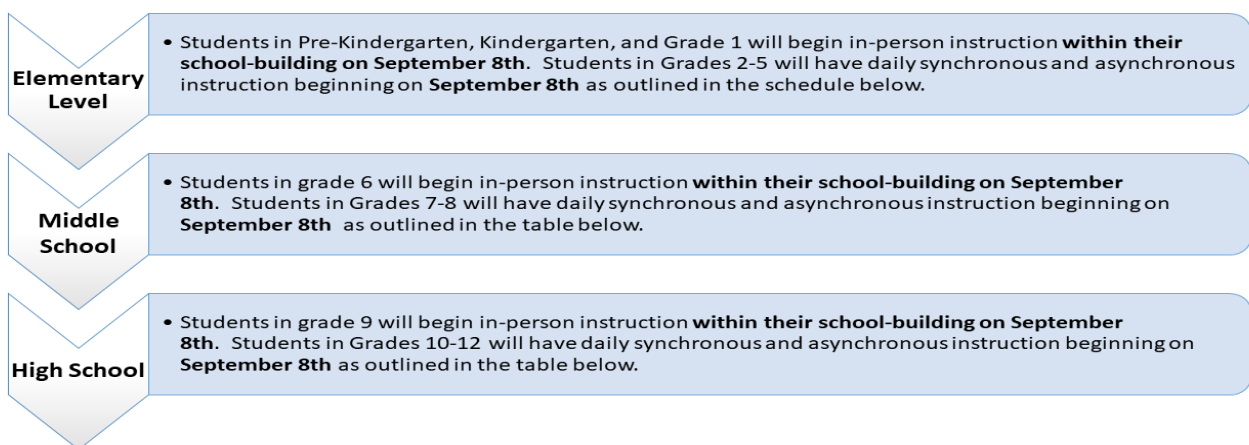 Elementary
Level
• Students in Pre-Kindergarten, Kindergarten, and Grade 1 will begin in-person instruction within their
school-building on September 8th.  Students in Grades 2-5 will have daily synchronous and asynchronous
instruction beginning on September 8th as outlined in the schedule below.
Middle
School
• Students in grade 6 will begin in-person instruction within their school-building on September
8th.  Students in Grades 7-8 will have daily synchronous and asynchronous instruction beginning on
September 8th  as outlined in the table below.
High School
• Students in grade 9 will begin in-person instruction within their school-building on September
8th.  Students in Grades 10-12 will have daily synchronous and asynchronous instruction beginning on
September 8th as outlined in the table below.